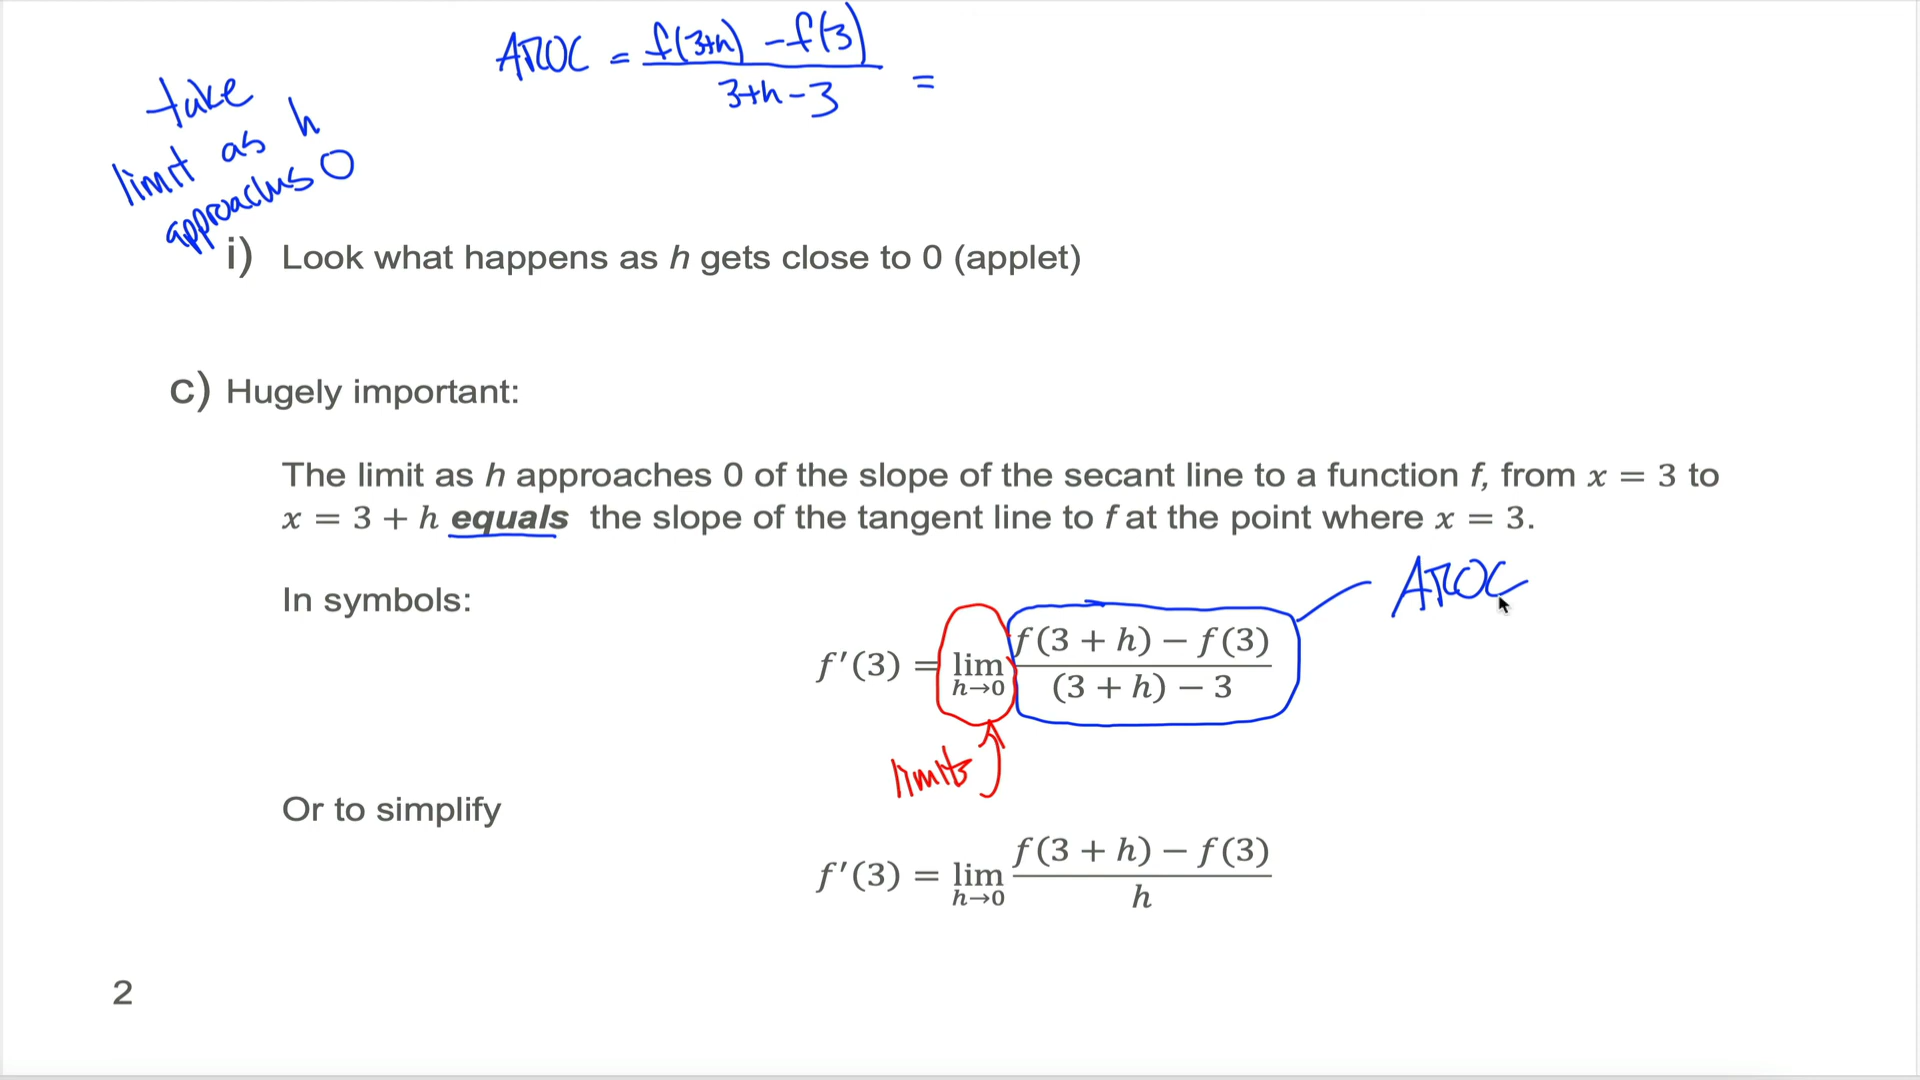 AROC = f(3+h) - f(3) / 3+h-3 =
take
limit as h
approaches 0
i) Look what happens as h gets close to 0 (applet)
c) Hugely important:
The limit as h approaches 0 of the slope of the secant line to a function f, from x = 3 to
x = 3 + h equals the slope of the tangent line to f at the point where x = 3.
AROC
In symbols:
f′(3) = lim h→0 f(3 + h) − f(3) / (3 + h) − 3
limits
Or to simplify
f′(3) = lim h→0 f(3 + h) − f(3) / h
2